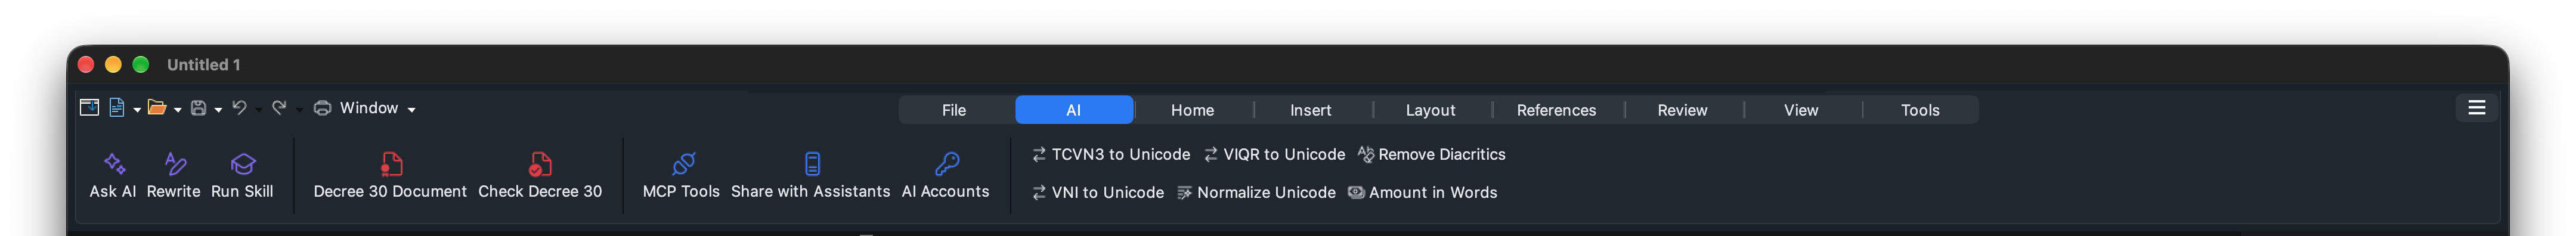 Untitled 1
Window
File AI Home Insert Layout References Review View Tools
TCVN3 to Unicode VIQR to Unicode Remove Diacritics
Ask AI Rewrite Run Skill Decree 30 Document Check Decree 30 MCP Tools Share with Assistants AI Accounts
VNI to Unicode Normalize Unicode Amount in Words